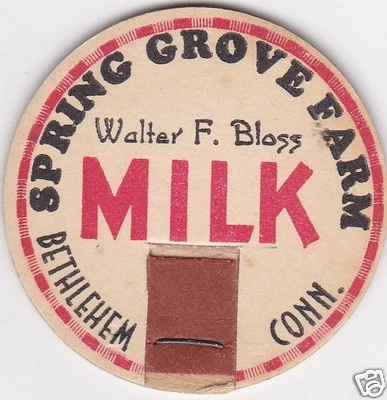 SPRING GROVE FARM
Walter F. Bloss
MILK
BETHLEHEM
CONN.